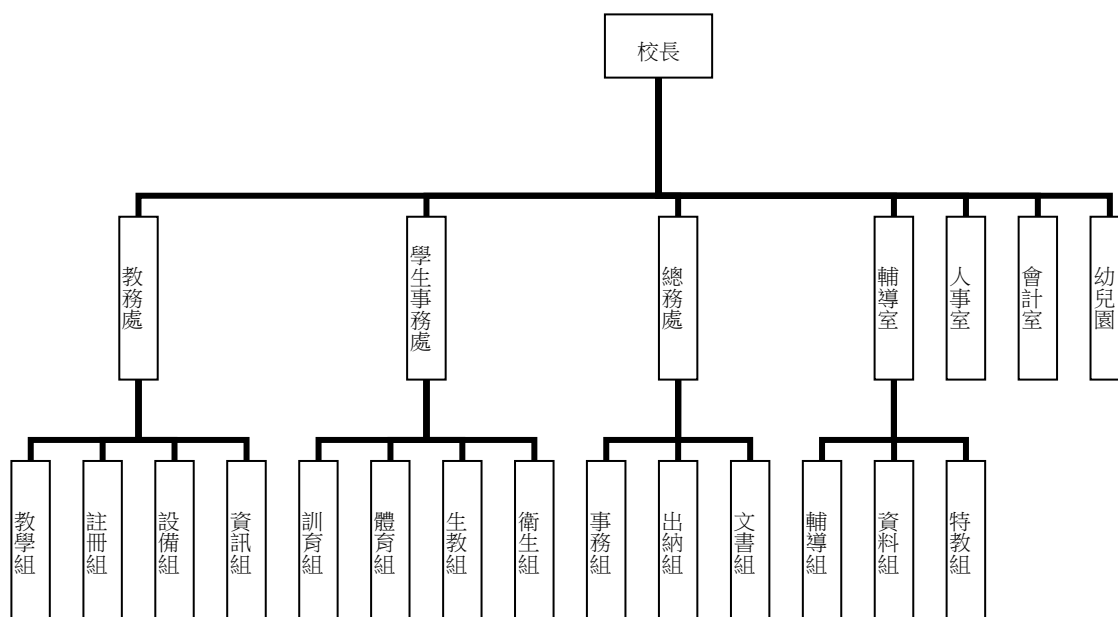 校長
教務處
學生事務處
總務處
輔導室
人事室
會計室
幼兒園
教學組
註冊組
設備組
資訊組
訓育組
體育組
生教組
衛生組
事務組
出納組
文書組
輔導組
資料組
特教組